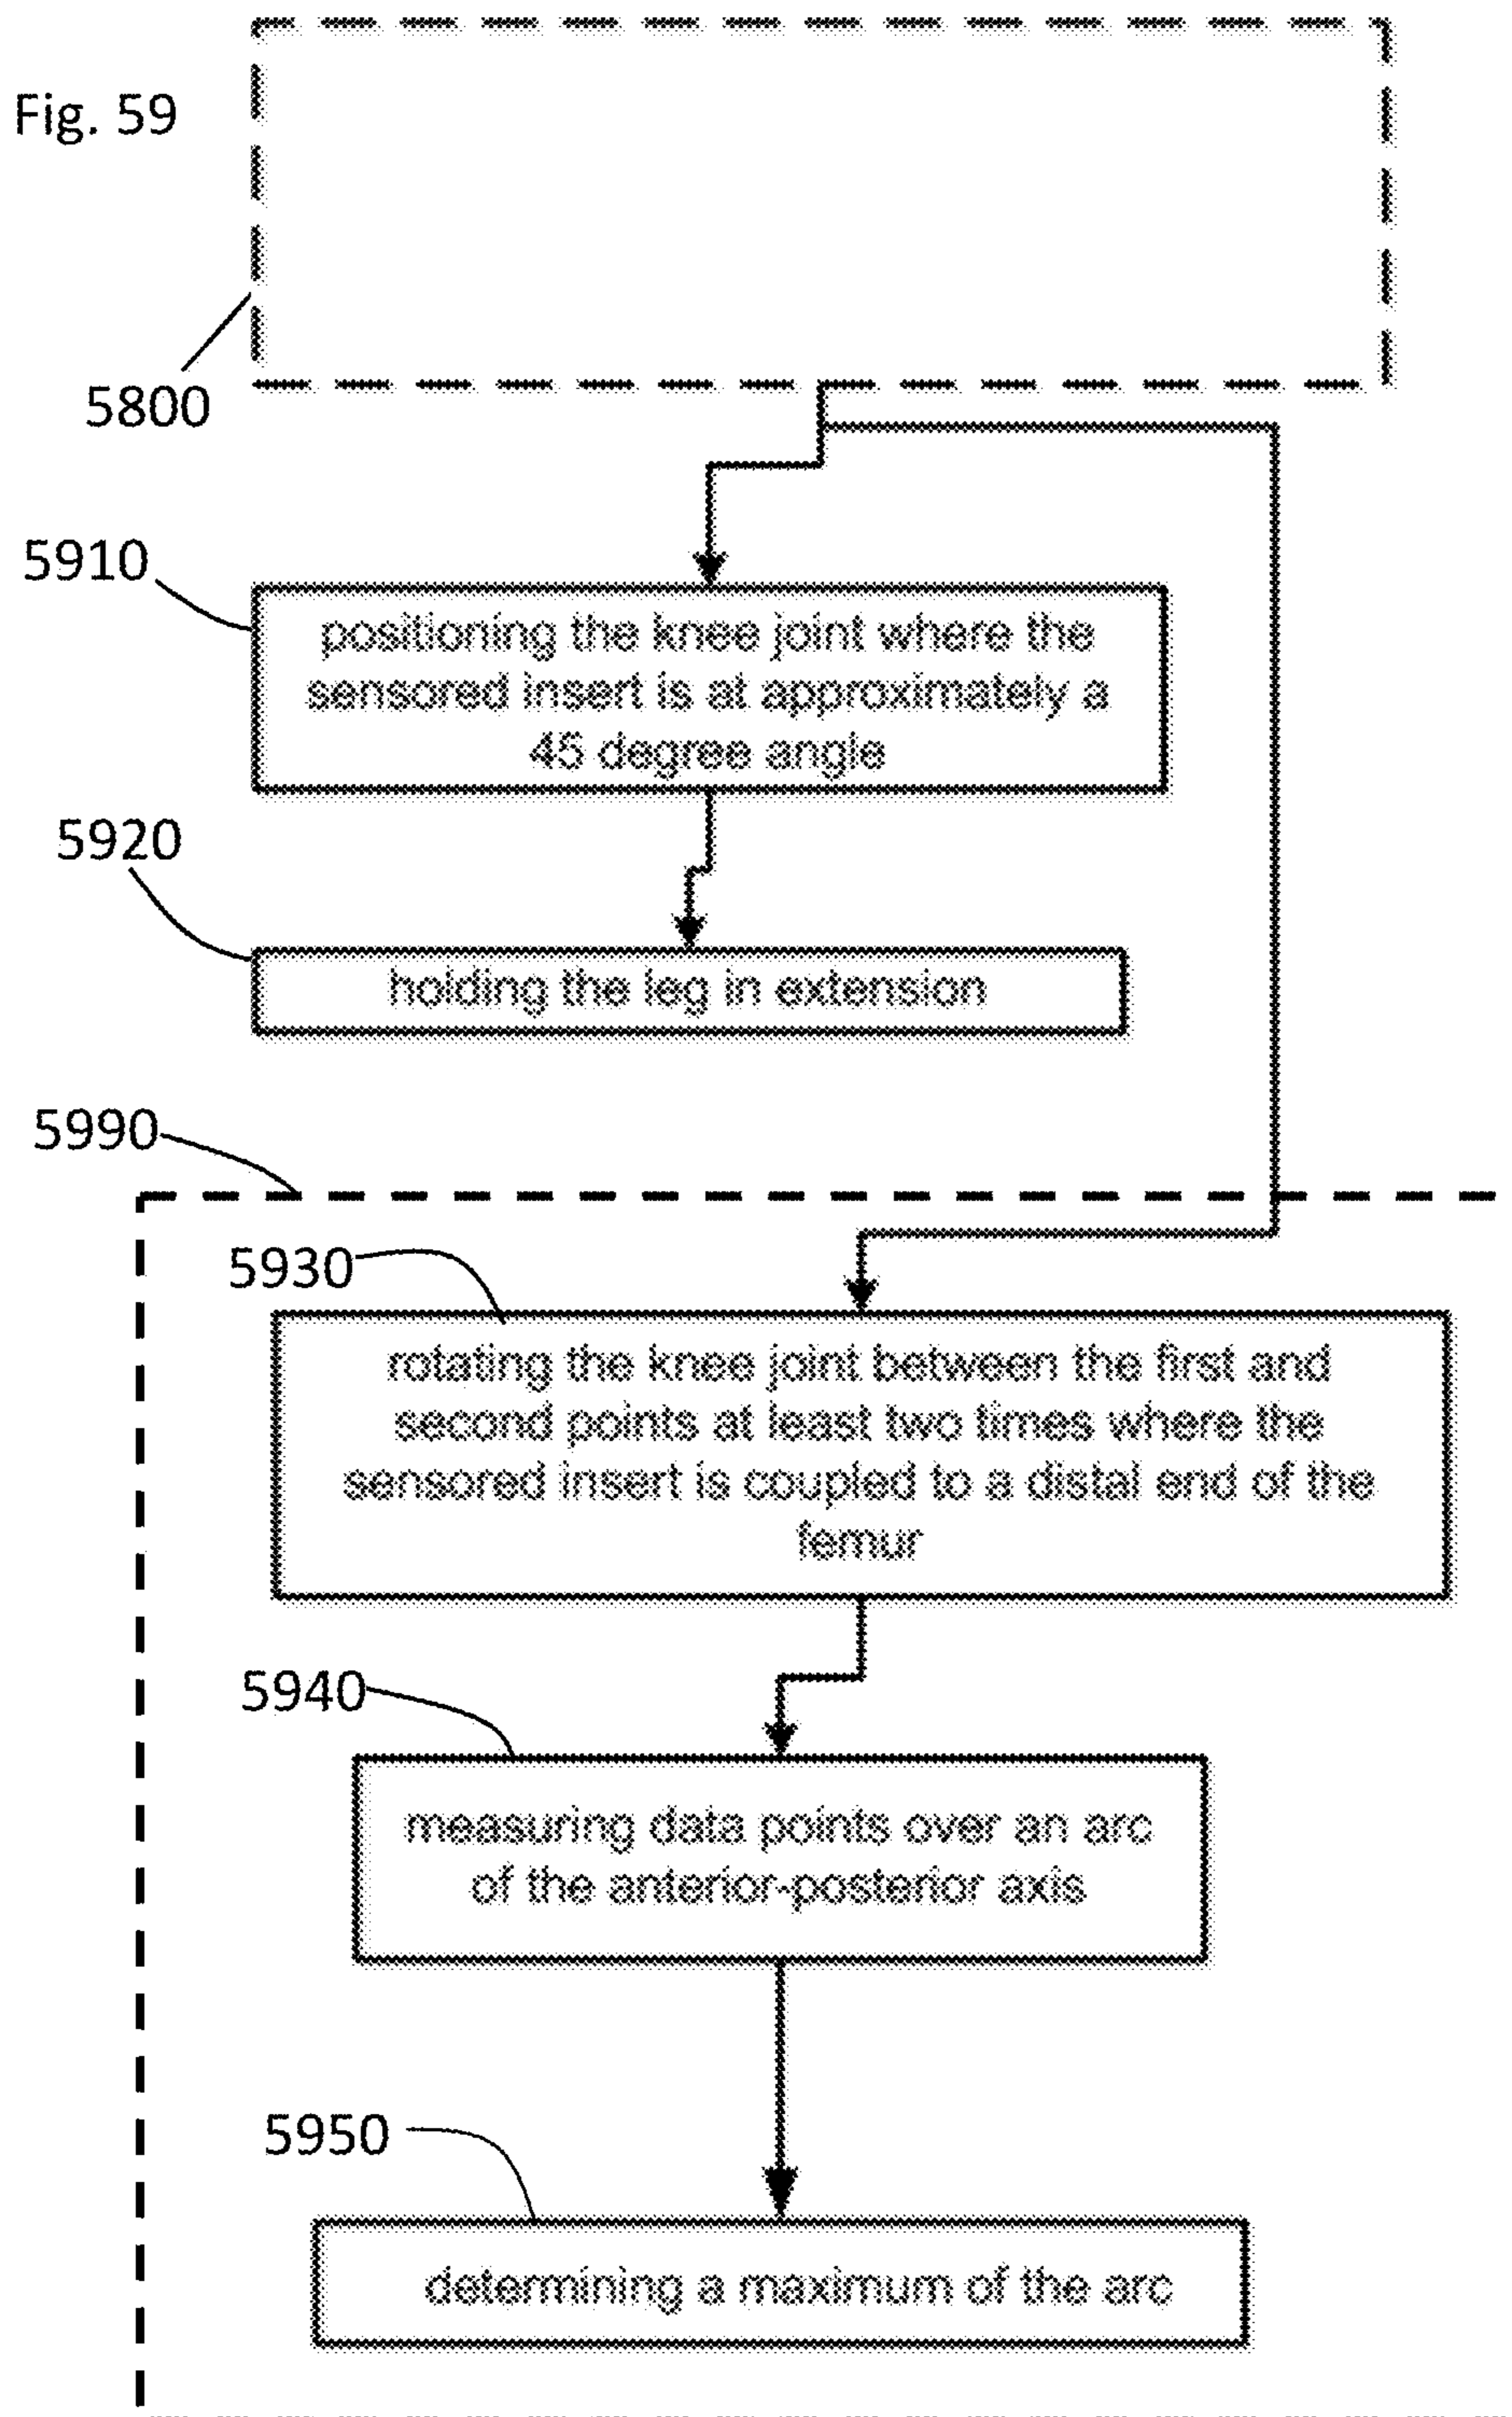 Fig. 59
5800
5910
positioning the knee joint where the
sensored insert is at approximately a
45 degree angle
5920
holding the leg in extension
5990
5930
rotating the knee joint between the first and
second points at least two times where the
sensored insert is coupled to a distal end of the
femur
5940
measuring data points over an arc
of the anterior-posterior axis
5950
determining a maximum of the arc